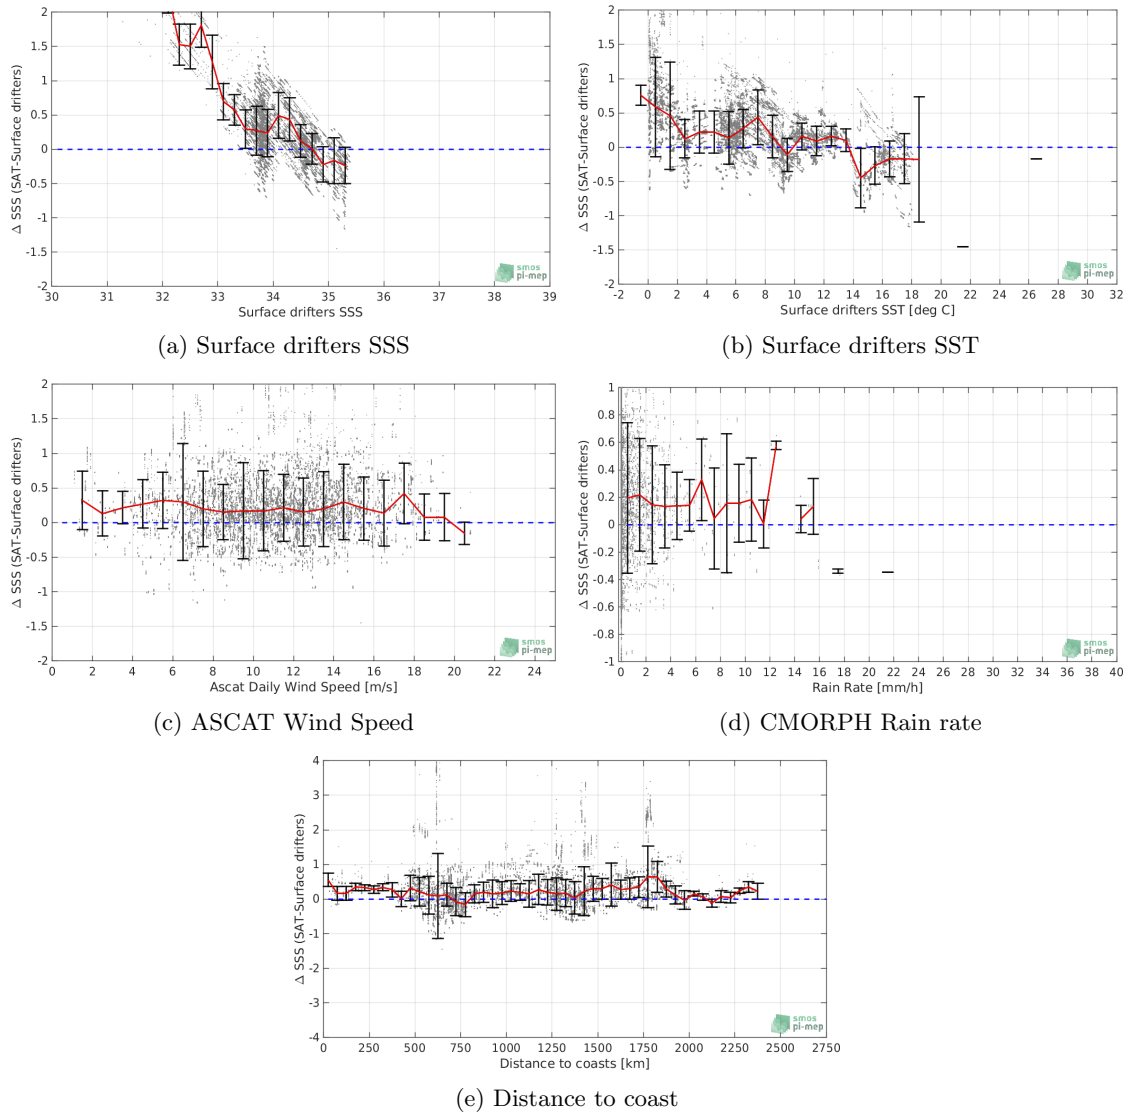 2
1.5
1
0.5
0
-0.5
-1
-1.5
-2
Δ SSS (SAT-Surface drifters)
30 31 32 33 34 35 36 37 38 39
Surface drifters SSS
smos
pi-mep
(a) Surface drifters SSS
2
1.5
1
0.5
0
-0.5
-1
-1.5
-2
Δ SSS (SAT-Surface drifters)
-2 0 2 4 6 8 10 12 14 16 18 20 22 24 26 28 30 32
Surface drifters SST [deg C]
smos
pi-mep
(b) Surface drifters SST
2
1.5
1
0.5
0
-0.5
-1
-1.5
-2
Δ SSS (SAT-Surface drifters)
2 4 6 8 10 12 14 16 18 20 22 24
Ascat Daily Wind Speed [m/s]
smos
pi-mep
(c) ASCAT Wind Speed
1
0.8
0.6
0.4
0.2
0
-0.2
-0.4
-0.6
-0.8
-1
Δ SSS (SAT-Surface drifters)
0 2 4 6 8 10 12 14 16 18 20 22 24 26 28 30 32 34 36 38 40
Rain Rate [mm/h]
smos
pi-mep
(d) CMORPH Rain rate
4
3
2
1
0
-1
-2
-3
-4
Δ SSS (SAT-Surface drifters)
0 250 500 750 1000 1250 1500 1750 2000 2250 2500 2750
Distance to coasts [km]
smos
pi-mep
(e) Distance to coast